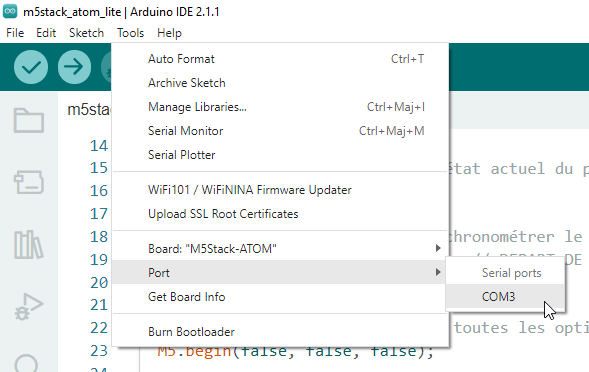 m5stack_atom_lite | Arduino IDE 2.1.1
File Edit Sketch Tools Help
Auto Format Ctrl+T
Archive Sketch
Manage Libraries... Ctrl+Maj+I
Serial Monitor Ctrl+Maj+M
Serial Plotter
WiFi101 / WiFiNINA Firmware Updater
Upload SSL Root Certificates
Board: "M5Stack-ATOM"
Port
Get Board Info
Burn Bootloader
Serial ports
COM3
m5stac
14
15 état actuel du p
16
17
18 chronométrer le
19 // DEPART DE
20
21
22 toutes les opti
23 M5.begin(false, false, false);